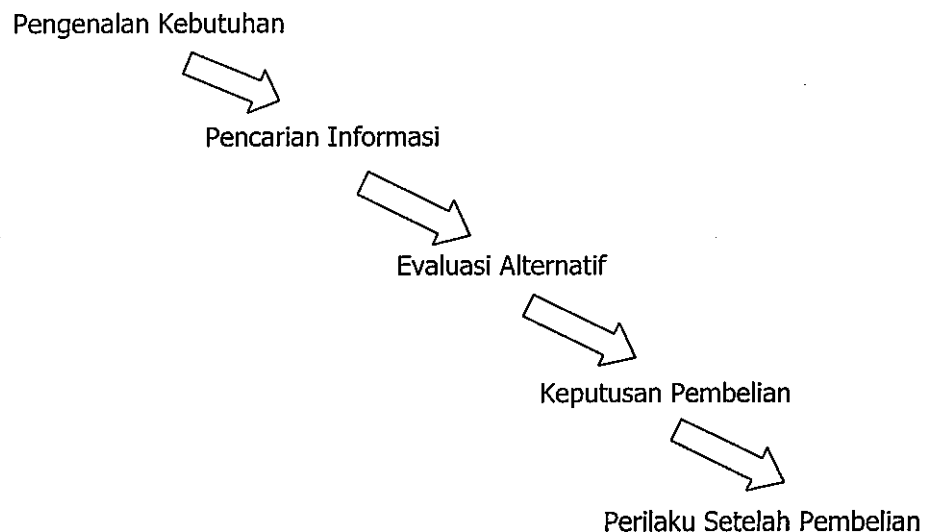 Pengenalan Kebutuhan
Pencarian Informasi
Evaluasi Alternatif
Keputusan Pembelian
Perilaku Setelah Pembelian